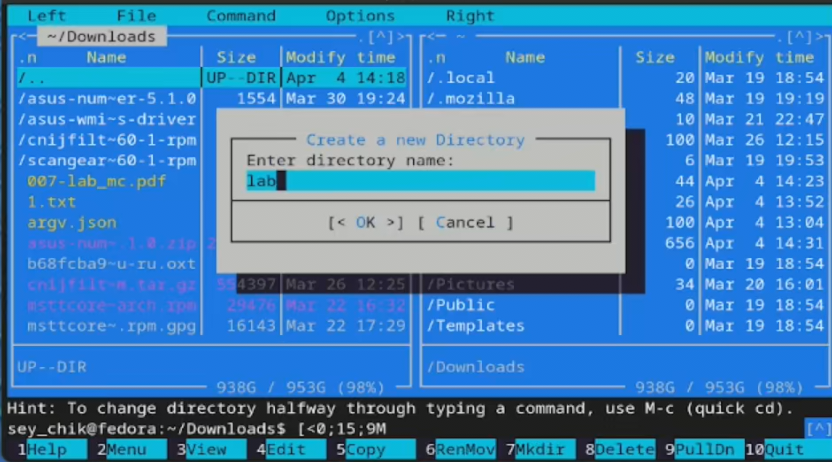 Left File Command Options Right
~/Downloads .[^]> <─ ~ .[^]>
.n Name Size Modify time .n Name Size Modify time
/.. UP--DIR Apr 4 14:18 /.local 20 Mar 19 18:54
/asus-num~er-5.1.0 1554 Mar 30 19:24 /.mozilla 48 Mar 19 19:19
/asus-wmi~s-driver 10 Mar 21 22:47
/cnijfilt~60-1-rpm Create a new Directory 100 Mar 26 12:15
/scangear~60-1-rpm Enter directory name: 6 Mar 19 19:53
007-lab_mc.pdf lab 44 Apr 4 14:23
1.txt 26 Apr 4 13:52
argv.json [< OK >] [ Cancel ] 100 Apr 4 13:04
asus-num~.1.0.zip 2 656 Apr 4 14:31
b68fcba9~u-ru.oxt 0 Mar 19 18:54
cnijfilt~m.tar.gz 554397 Mar 26 12:25 /Pictures 34 Mar 20 16:01
msttcore~arch.rpm 29476 Mar 22 16:32 /Public 0 Mar 19 18:54
msttcore~.rpm.gpg 16143 Mar 22 17:29 /Templates 0 Mar 19 18:54
UP--DIR /Downloads
938G / 953G (98%) 938G / 953G (98%)
Hint: To change directory halfway through typing a command, use M-c (quick cd).
sey_chik@fedora:~/Downloads$ [<0;15;9M [^]
1Help 2Menu 3View 4Edit 5Copy 6RenMov 7Mkdir 8Delete 9PullDn 10Quit